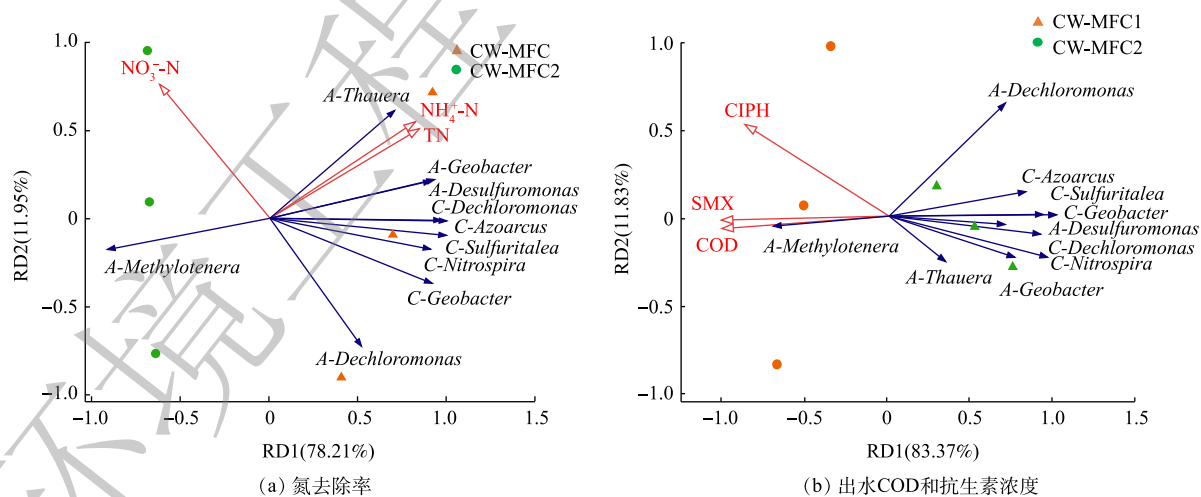 1.0
0.5
0
−0.5
−1.0
RD2(11.95%)
−1.0
−0.5
0
0.5
1.0
1.5
RD1(78.21%)
CW-MFC
CW-MFC2
NO₃⁻-N
A-Thauera
NH₄⁺-N
TN
A-Geobacter
A-Desulfuromonas
C-Dechloromonas
C-Azoarcus
C-Sulfuritalea
C-Nitrospira
C-Geobacter
A-Methylotenera
A-Dechloromonas
(a) 氮去除率
1.0
0.5
0
−0.5
−1.0
RD2(11.83%)
−1.0
−0.5
0
0.5
1.0
1.5
RD1(83.37%)
CW-MFC1
CW-MFC2
A-Dechloromonas
CIPH
C-Azoarcus
C-Sulfuritalea
SMX
C-Geobacter
A-Desulfuromonas
COD
A-Methylotenera
C-Dechloromonas
C-Nitrospira
A-Thauera
A-Geobacter
(b) 出水COD和抗生素浓度
环境工程